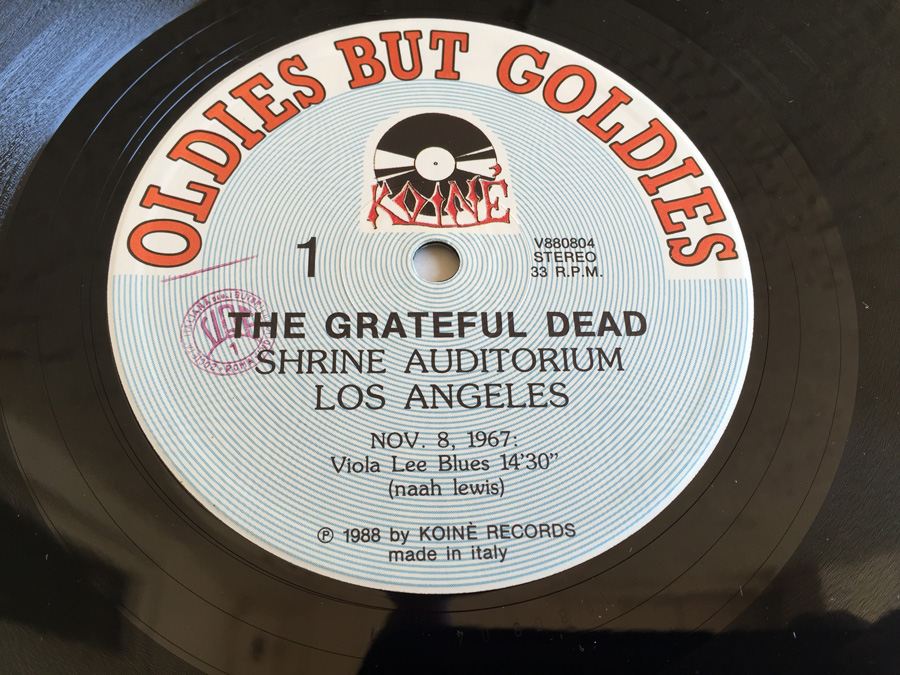 OLDIES BUT GOLDIES
KOINÈ
1
V880804
STEREO
33 R.P.M.
THE GRATEFUL DEAD
SHRINE AUDITORIUM
LOS ANGELES
NOV. 8, 1967:
Viola Lee Blues 14'30"
(naah lewis)
℗ 1988 by KOINÈ RECORDS
made in italy